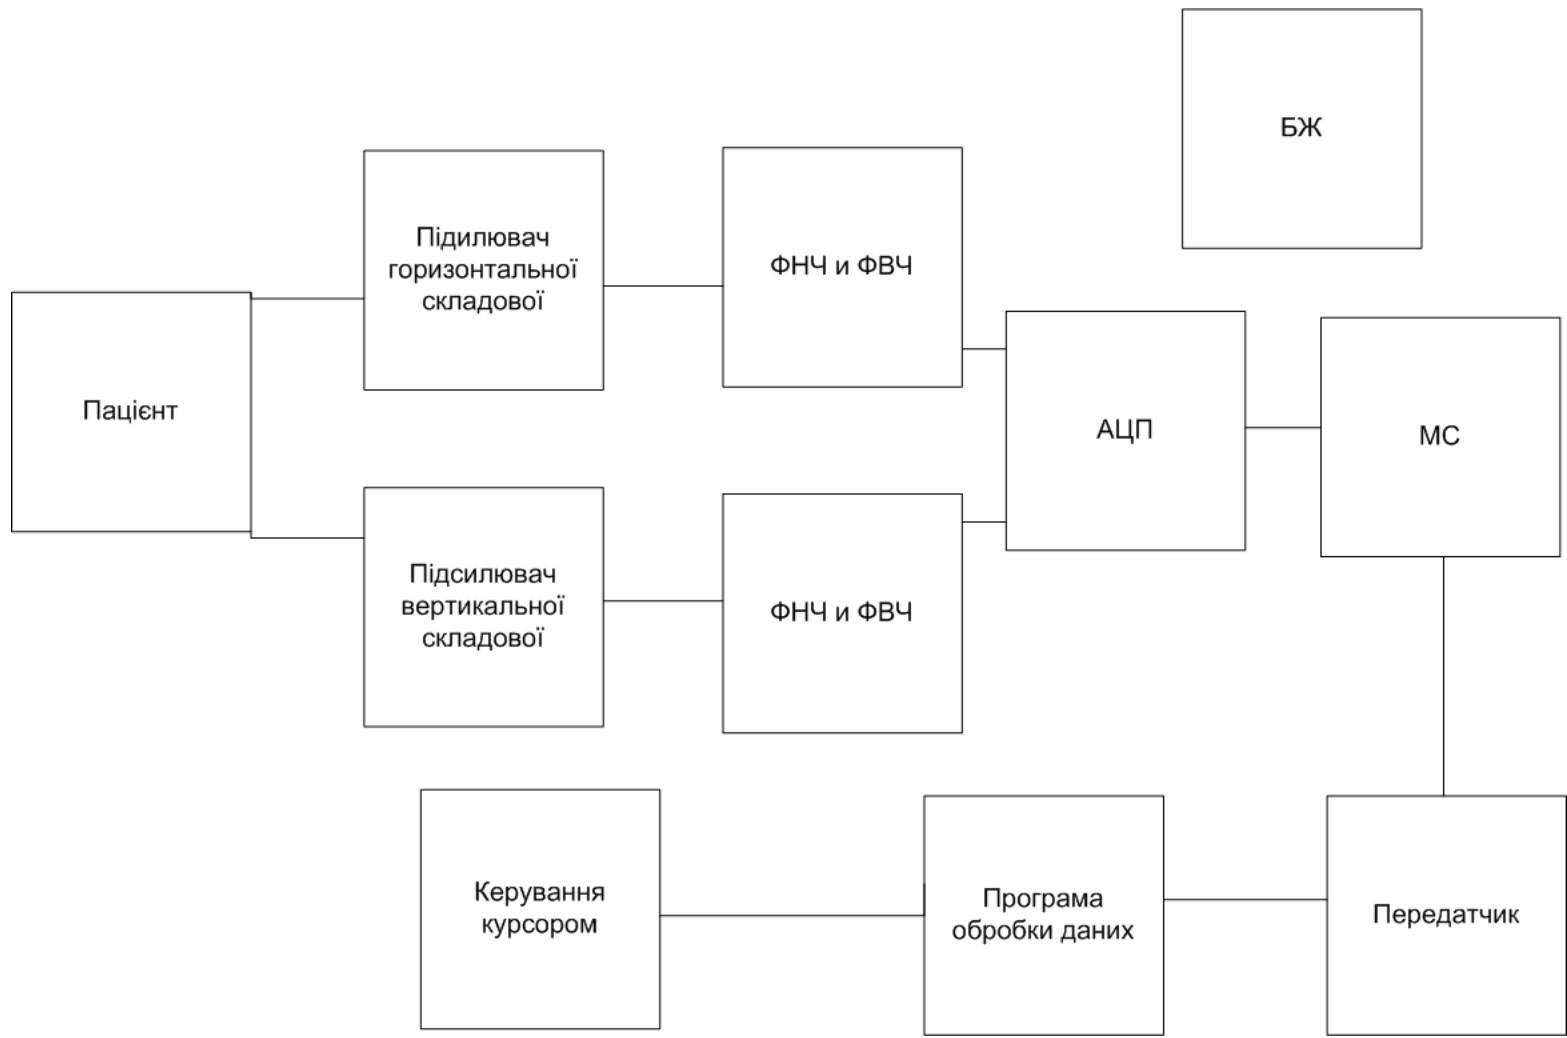 БЖ
Підилювач
горизонтальної
складової
ФНЧ и ФВЧ
Пацієнт
АЦП
МС
Підсилювач
вертикальної
складової
ФНЧ и ФВЧ
Керування
курсором
Програма
обробки даних
Передатчик